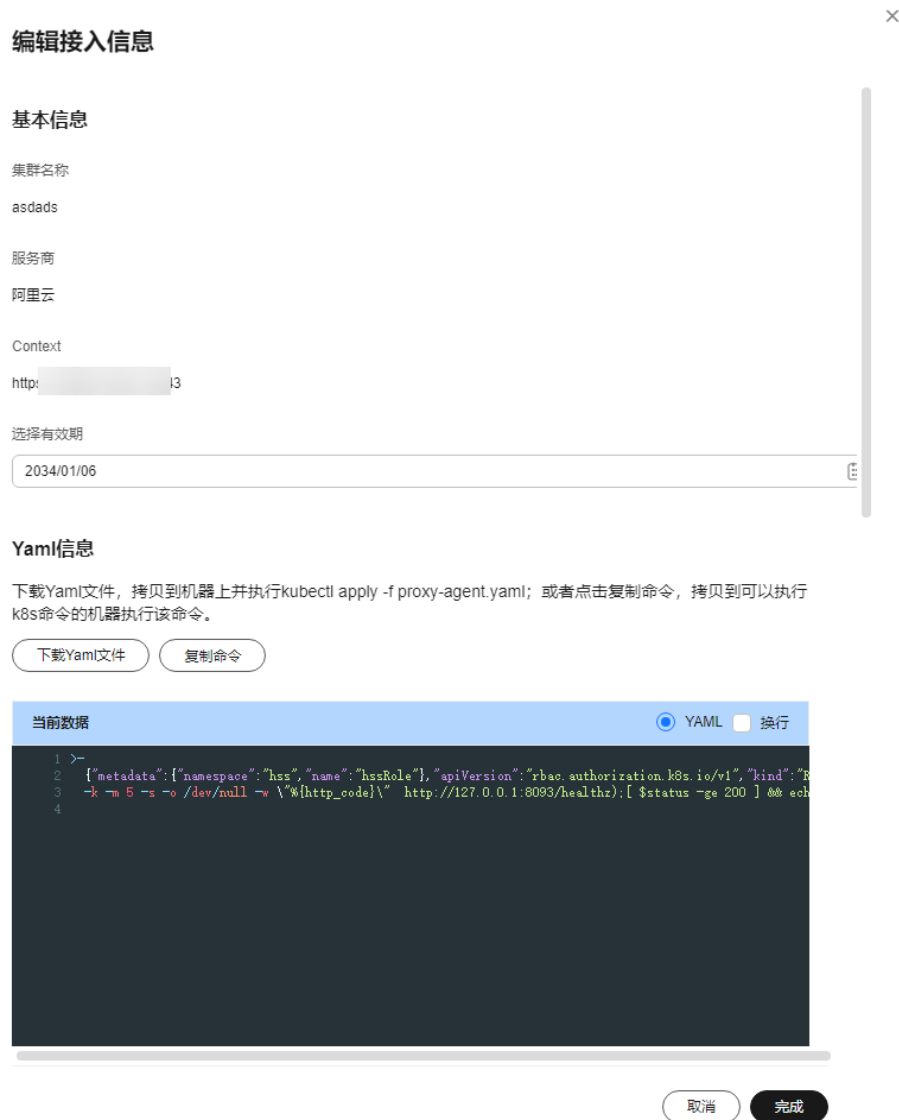 编辑接入信息
基本信息
集群名称
asdads
服务商
阿里云
Context
http
选择有效期
2034/01/06
Yaml信息
下载Yaml文件，拷贝到机器上并执行kubectl apply -f proxy-agent.yaml；或者点击复制命令，拷贝到可以执行
k8s命令的机器执行该命令。
下载Yaml文件 复制命令
当前数据 YAML 换行
1 >-
2 {"metadata":{"namespace":"hss","name":"hssRole"},"apiVersion":"rbac.authorization.k8s.io/v1","kind":"R
3 -k -m 5 -s -o /dev/null -w \"%{http_code}\" http://127.0.0.1:8093/healthz);[ $status -ge 200 ] && ech
4
取消 完成